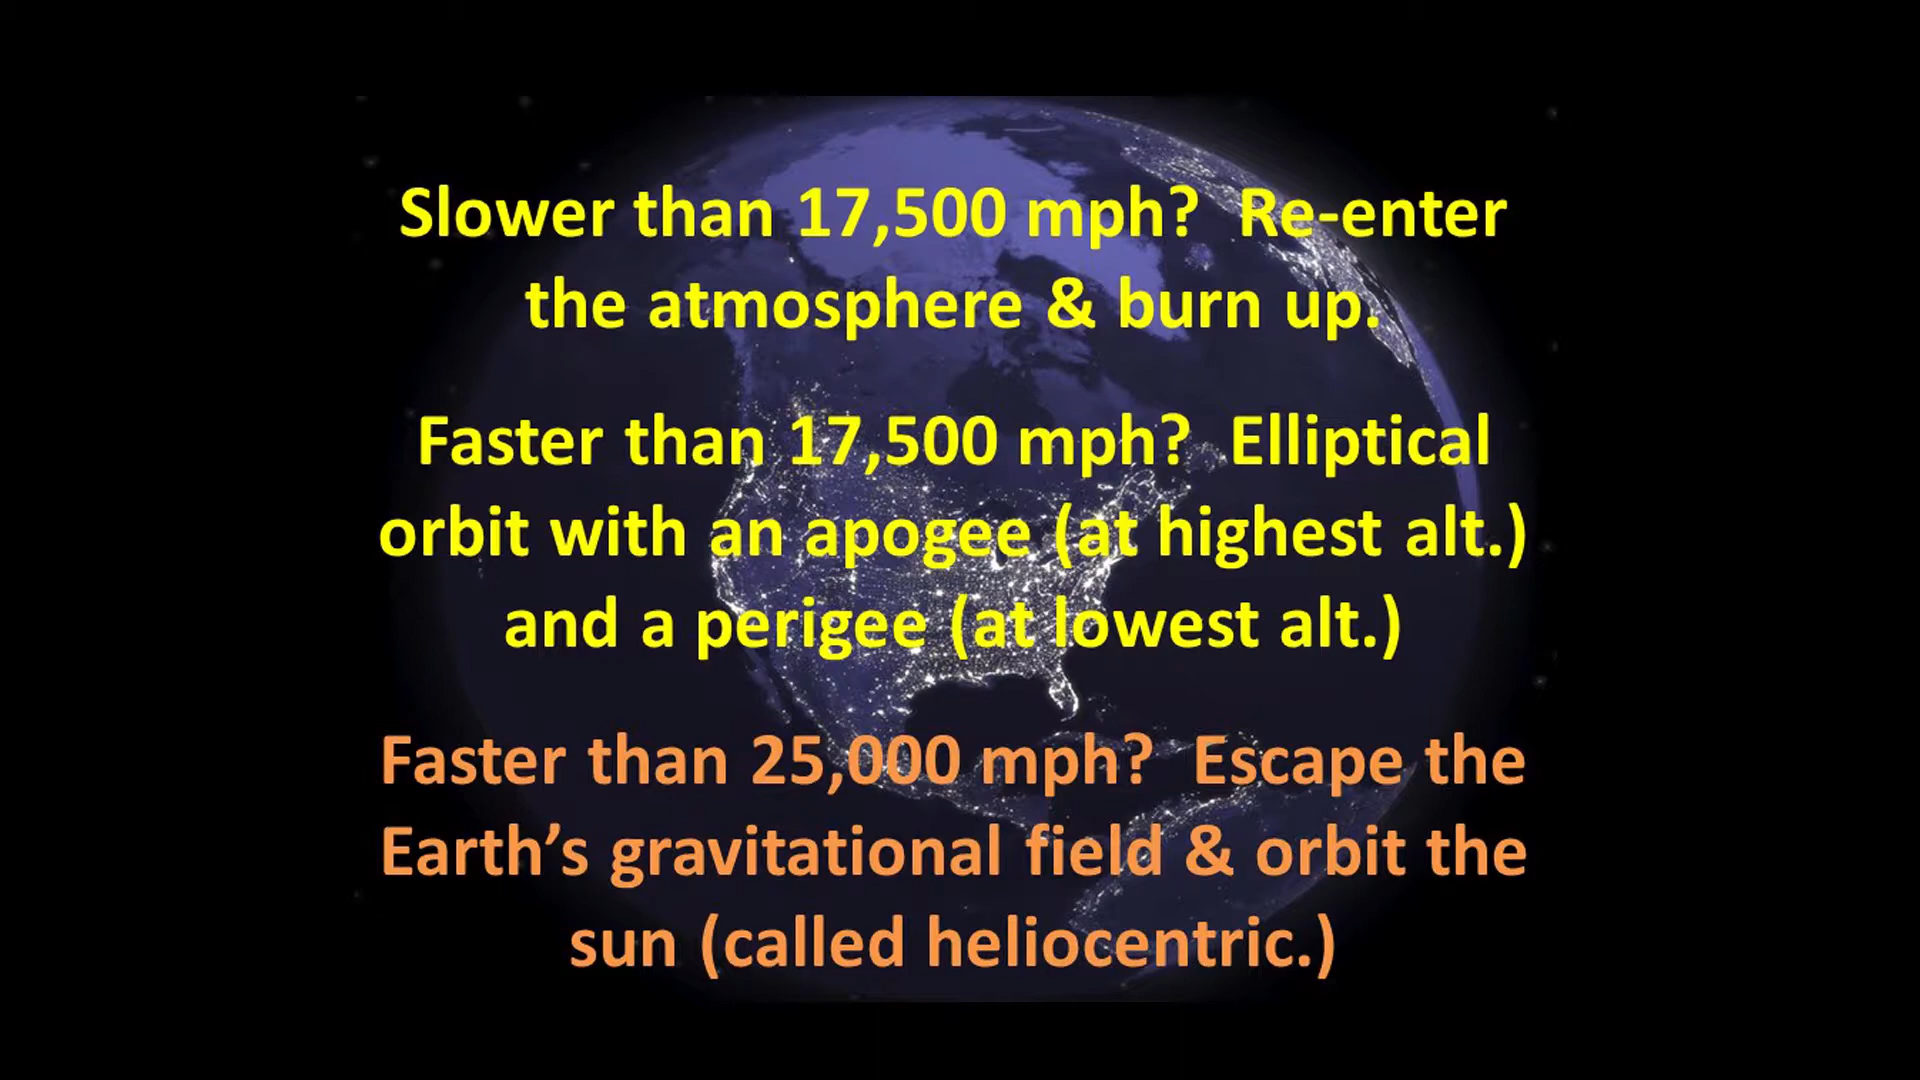 Slower than 17,500 mph?  Re-enter
the atmosphere & burn up.
Faster than 17,500 mph?  Elliptical
orbit with an apogee (at highest alt.)
and a perigee (at lowest alt.)
Faster than 25,000 mph?  Escape the
Earth’s gravitational field & orbit the
sun (called heliocentric.)